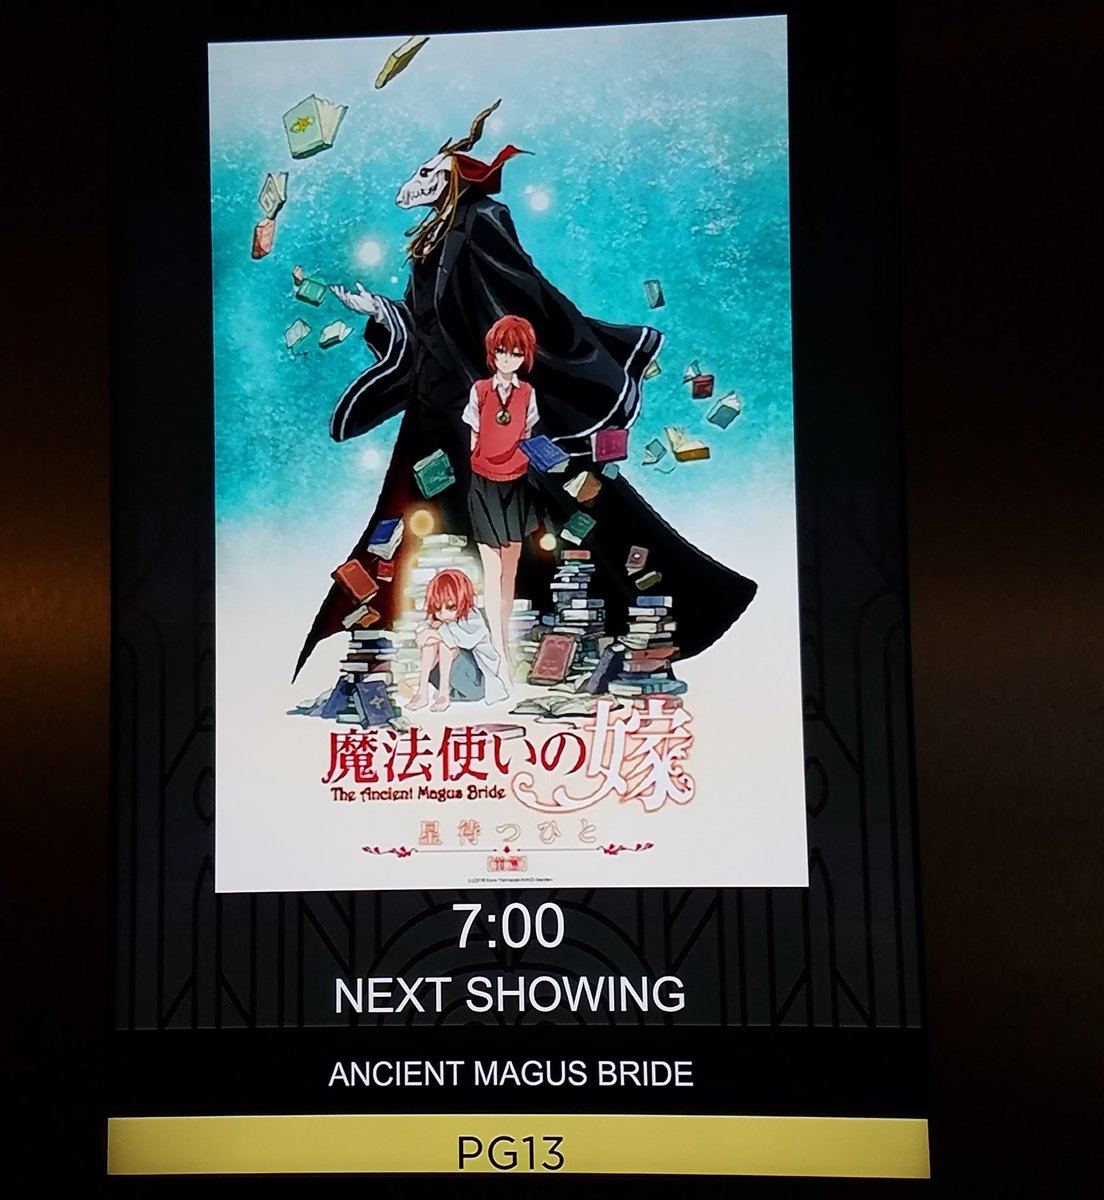 魔法使いの嫁
The Ancient Magus Bride
星待つひと
7:00
NEXT SHOWING
ANCIENT MAGUS BRIDE
PG13